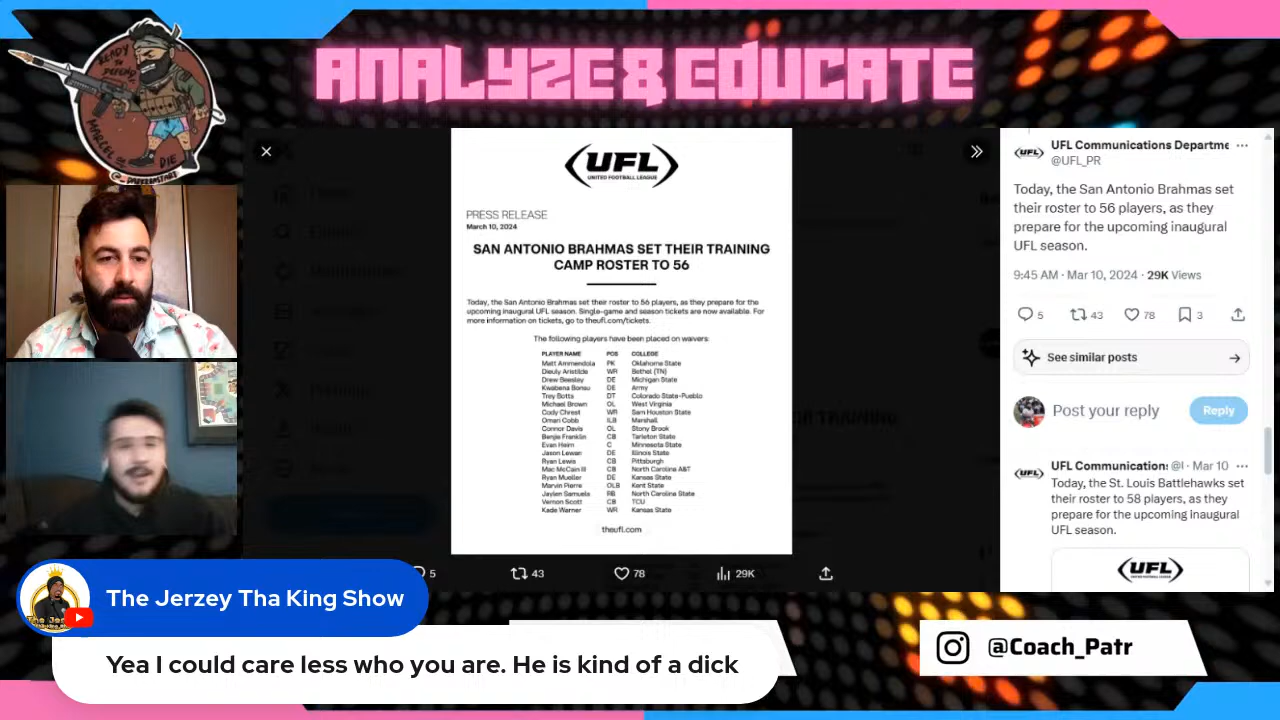 READY
TO
DEFEND
MARCEL OR
DIE
ANALYZE & EDUCATE
UFL
UNITED FOOTBALL LEAGUE
PRESS RELEASE
March 10, 2024
SAN ANTONIO BRAHMAS SET THEIR TRAINING
CAMP ROSTER TO 56
Today, the San Antonio Brahmas set their roster to 56 players, as they prepare for the
upcoming inaugural UFL season. Single-game and season tickets are now available. For
more information on tickets, go to theufl.com/tickets.
The following players have been placed on waivers:
PLAYER NAME POS COLLEGE
Matt Ammendola PK Oklahoma State
Dieuly Aristilde WR Bethel (TN)
Drew Beesley DE Michigan State
Kwabena Bonsu DE Army
Trey Botts DT Colorado State-Pueblo
Michael Brown OL West Virginia
Cody Chrest WR Sam Houston State
Omari Cobb ILB Marshall
Connor Davis OL Stony Brook
Benjie Franklin CB Tarleton State
Evan Heim C Minnesota State
Jason Lewan DE Illinois State
Ryan Lewis CB Pittsburgh
Mac McCain III CB North Carolina A&T
Ryan Mueller DE Kansas State
Marvin Pierre OLB Kent State
Jaylen Samuels RB North Carolina State
Vernon Scott CB TCU
Kade Warner WR Kansas State
theufl.com
5 43 78 29K
UFL Communications Departme ...
@UFL_PR
Today, the San Antonio Brahmas set
their roster to 56 players, as they
prepare for the upcoming inaugural
UFL season.
9:45 AM · Mar 10, 2024 · 29K Views
5 43 78 3
See similar posts
Post your reply Reply
UFL Communications: @l · Mar 10 ...
Today, the St. Louis Battlehawks set
their roster to 58 players, as they
prepare for the upcoming inaugural
UFL season.
UFL
The Jerzey Tha King Show
Yea I could care less who you are. He is kind of a dick
@Coach_Patr